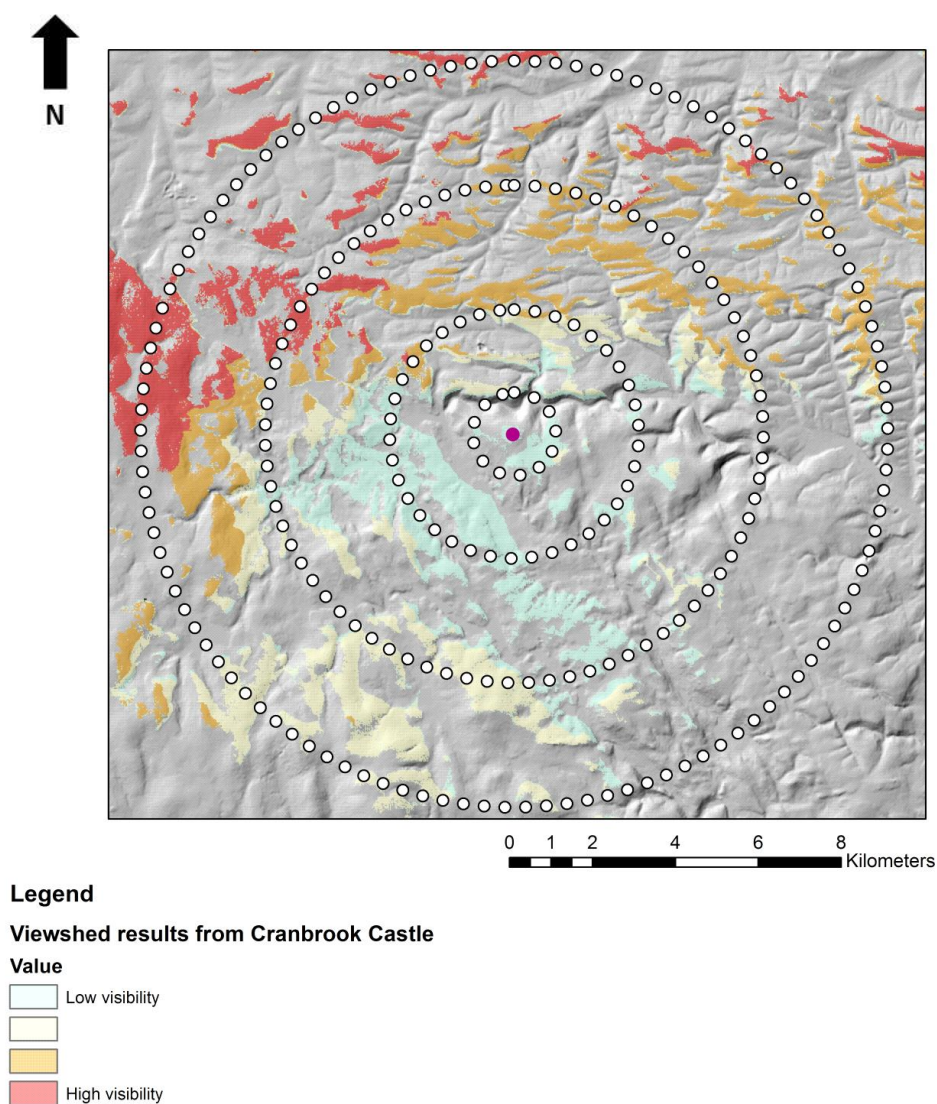 N
0 1 2 4 6 8
Kilometers
Legend
Viewshed results from Cranbrook Castle
Value
Low visibility
High visibility